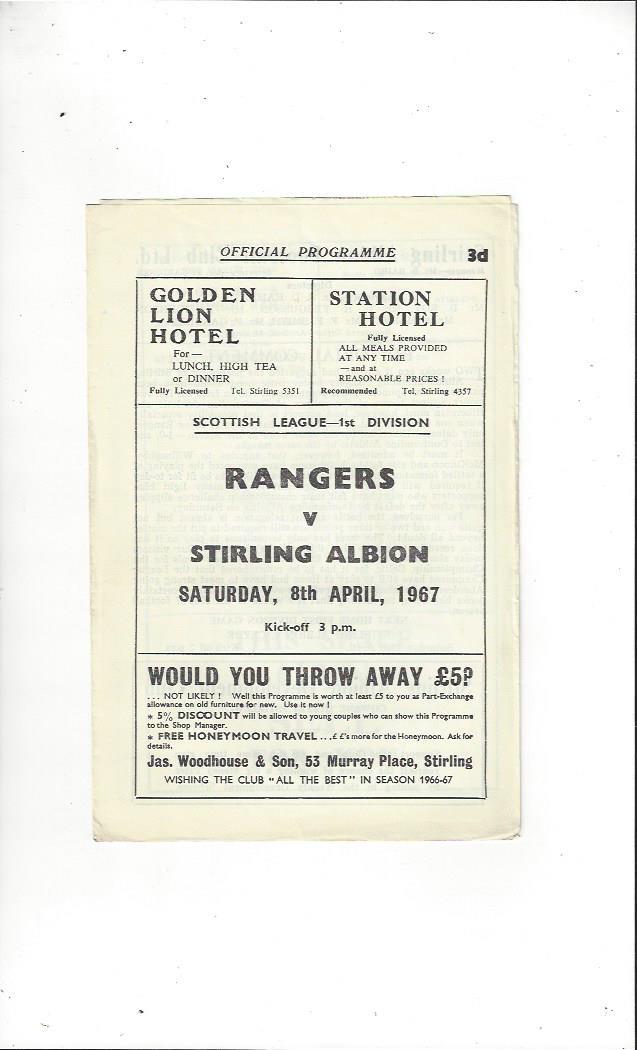 OFFICIAL PROGRAMME 3d
GOLDEN
LION
HOTEL
For—
LUNCH, HIGH TEA
or DINNER
Fully Licensed Tel. Stirling 5351
STATION
HOTEL
Fully Licensed
ALL MEALS PROVIDED
AT ANY TIME
—and at
REASONABLE PRICES !
Recommended Tel. Stirling 4357
SCOTTISH LEAGUE—1st DIVISION
RANGERS
v
STIRLING ALBION
SATURDAY, 8th APRIL, 1967
Kick-off 3 p.m.
WOULD YOU THROW AWAY £5?
... NOT LIKELY ! Well this Programme is worth at least £5 to you as Part-Exchange
allowance on old furniture for new. Use it now !
* 5% DISCOUNT will be allowed to young couples who can show this Programme
to the Shop Manager.
* FREE HONEYMOON TRAVEL ... £ £'s more for the Honeymoon. Ask for
details.
Jas. Woodhouse & Son, 53 Murray Place, Stirling
WISHING THE CLUB "ALL THE BEST" IN SEASON 1966-67